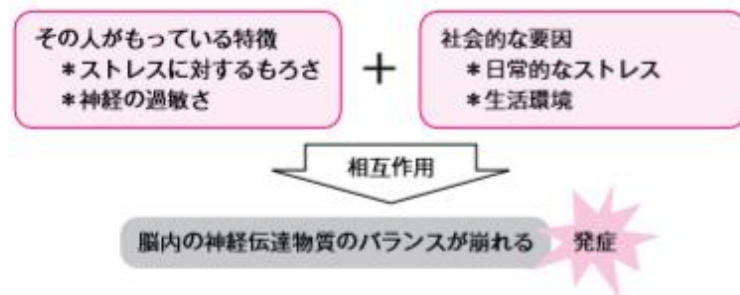 その人がもっている特徴
＊ストレスに対するもろさ
＊神経の過敏さ
＋
社会的な要因
＊日常的なストレス
＊生活環境
相互作用
脳内の神経伝達物質のバランスが崩れる
発症